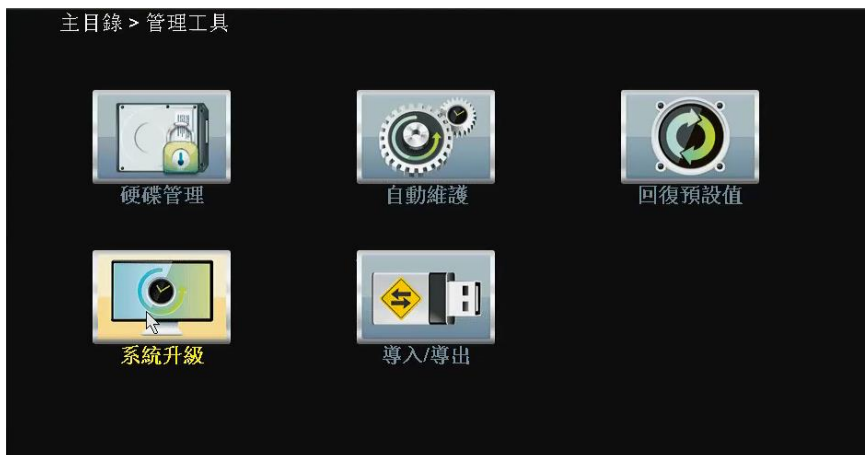 主目錄 > 管理工具
硬碟管理
自動維護
回復預設值
系統升級
導入/導出